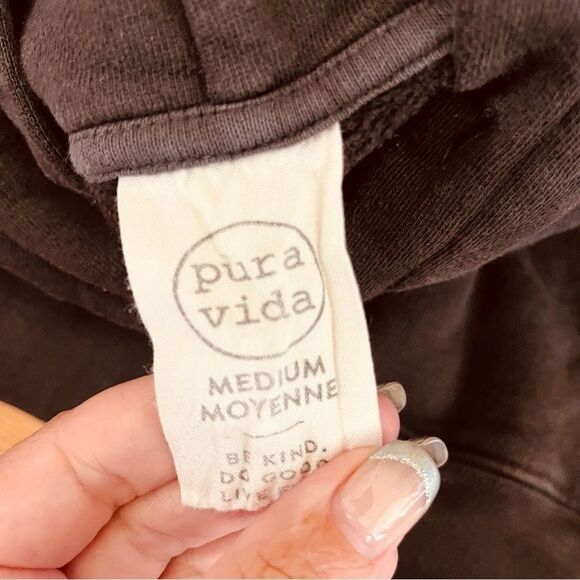 pura
vida
MEDIUM
MOYENNE
BE KIND.
DO GOOD
LIVE